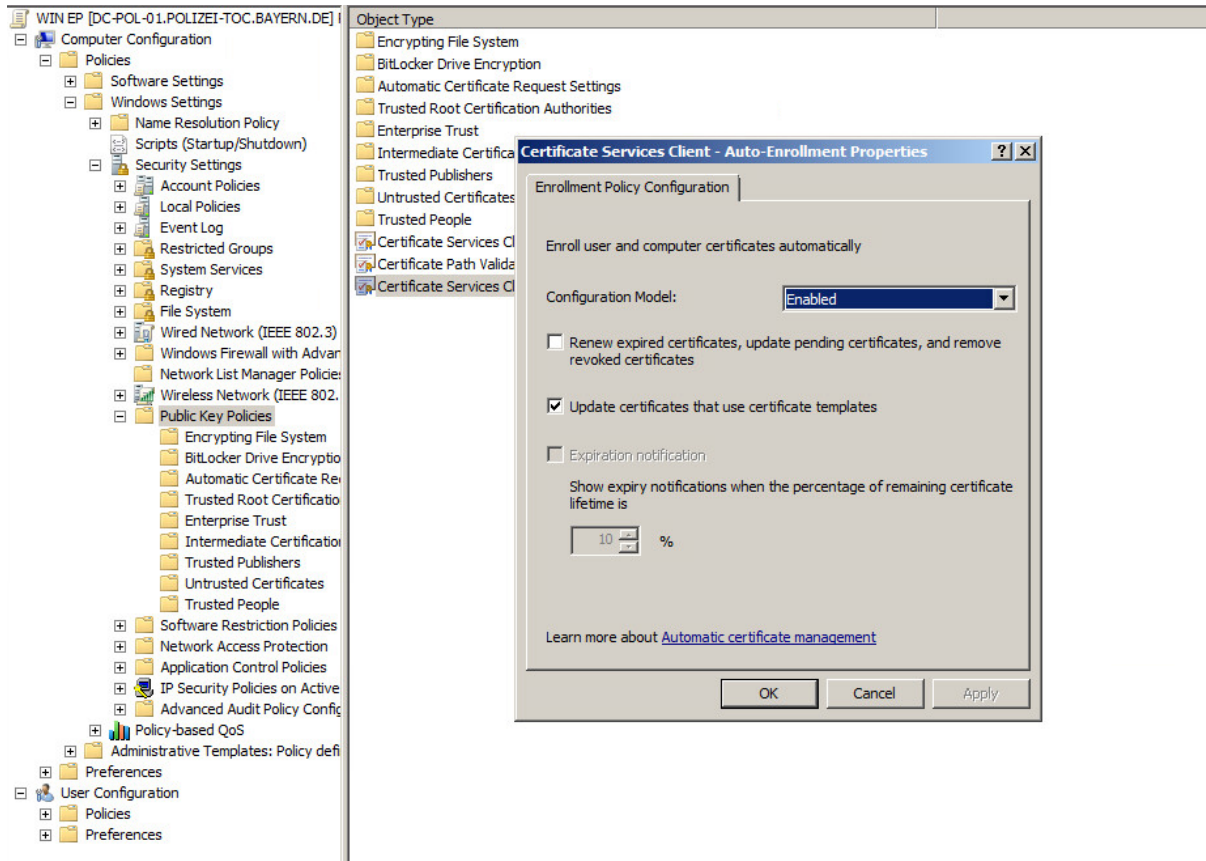 WIN EP [DC-POL-01.POLIZEI-TOC.BAYERN.DE]
Computer Configuration
Policies
Software Settings
Windows Settings
Name Resolution Policy
Scripts (Startup/Shutdown)
Security Settings
Account Policies
Local Policies
Event Log
Restricted Groups
System Services
Registry
File System
Wired Network (IEEE 802.3)
Windows Firewall with Advan
Network List Manager Policies
Wireless Network (IEEE 802.
Public Key Policies
Encrypting File System
BitLocker Drive Encryptio
Automatic Certificate Re
Trusted Root Certificatio
Enterprise Trust
Intermediate Certification
Trusted Publishers
Untrusted Certificates
Trusted People
Software Restriction Policies
Network Access Protection
Application Control Policies
IP Security Policies on Active
Advanced Audit Policy Config
Policy-based QoS
Administrative Templates: Policy defi
Preferences
User Configuration
Policies
Preferences
Object Type
Encrypting File System
BitLocker Drive Encryption
Automatic Certificate Request Settings
Trusted Root Certification Authorities
Enterprise Trust
Intermediate Certifica
Trusted Publishers
Untrusted Certificates
Trusted People
Certificate Services Cl
Certificate Path Valida
Certificate Services Cl
Certificate Services Client - Auto-Enrollment Properties
Enrollment Policy Configuration
Enroll user and computer certificates automatically
Configuration Model: Enabled
Renew expired certificates, update pending certificates, and remove
revoked certificates
Update certificates that use certificate templates
Expiration notification
Show expiry notifications when the percentage of remaining certificate
lifetime is
10 %
Learn more about Automatic certificate management
OK Cancel Apply